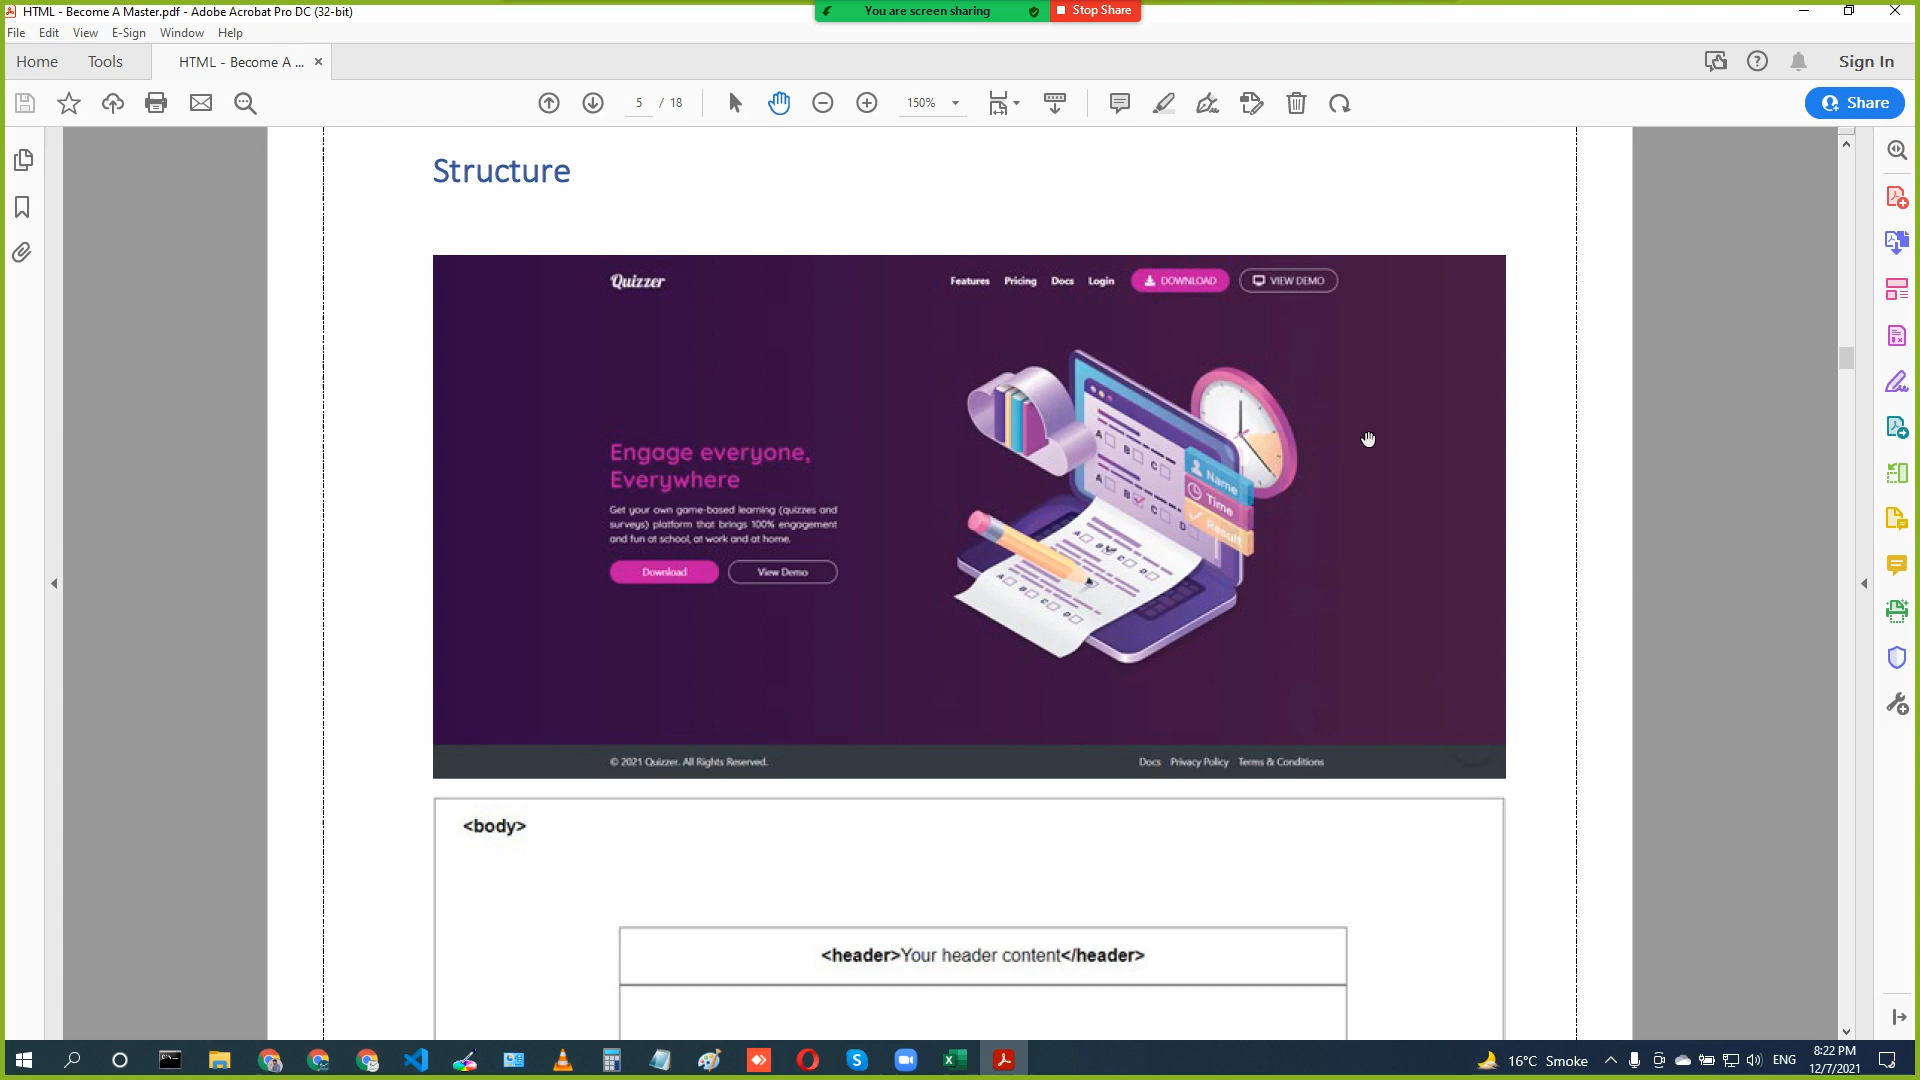 HTML - Become A Master.pdf - Adobe Acrobat Pro DC (32-bit)
You are screen sharing
Stop Share
File Edit View E-Sign Window Help
Home Tools HTML - Become A ... ×
Sign In
5 / 18
150%
Share
Structure
Quizzer
Features Pricing Docs Login DOWNLOAD VIEW DEMO
Engage everyone,
Everywhere
Get your own game-based learning (quizzes and
surveys) platform that brings 100% engagement
and fun at school, at work and at home.
Download View Demo
A
B
C
A
B
C
D
Name
Time
Result
A
B
C
D
A
B
C
D
© 2021 Quizzer. All Rights Reserved.
Docs Privacy Policy Terms & Conditions
<body>
<header>Your header content</header>
16°C Smoke
ENG
8:22 PM
12/7/2021